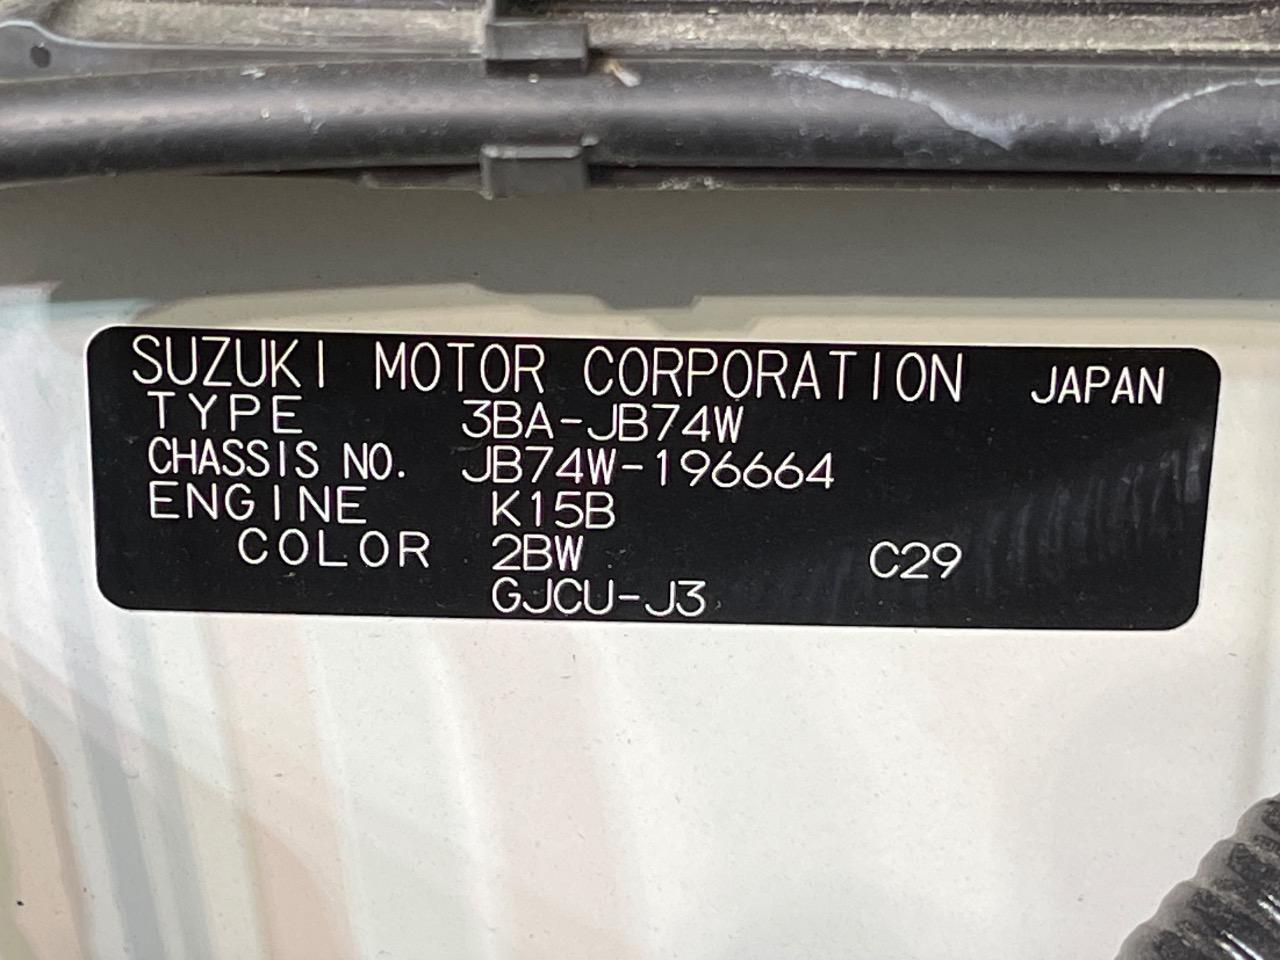 SUZUKI MOTOR CORPORATION JAPAN
TYPE 3BA-JB74W
CHASSIS NO. JB74W-196664
ENGINE K15B
COLOR 2BW C29
GJCU-J3